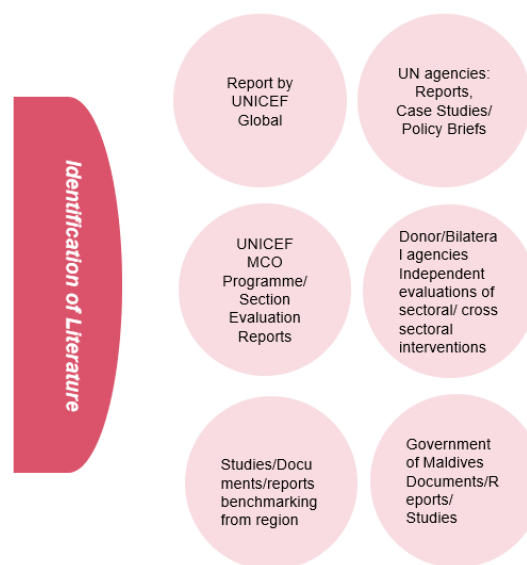 Identification of Literature
Report by
UNICEF
Global
UN agencies:
Reports,
Case Studies/
Policy Briefs
UNICEF
MCO
Programme/
Section
Evaluation
Reports
Donor/Bilatera
l agencies
Independent
evaluations of
sectoral/ cross
sectoral
interventions
Studies/Docu
ments/reports
benchmarking
from region
Government
of Maldives
Documents/R
eports/
Studies